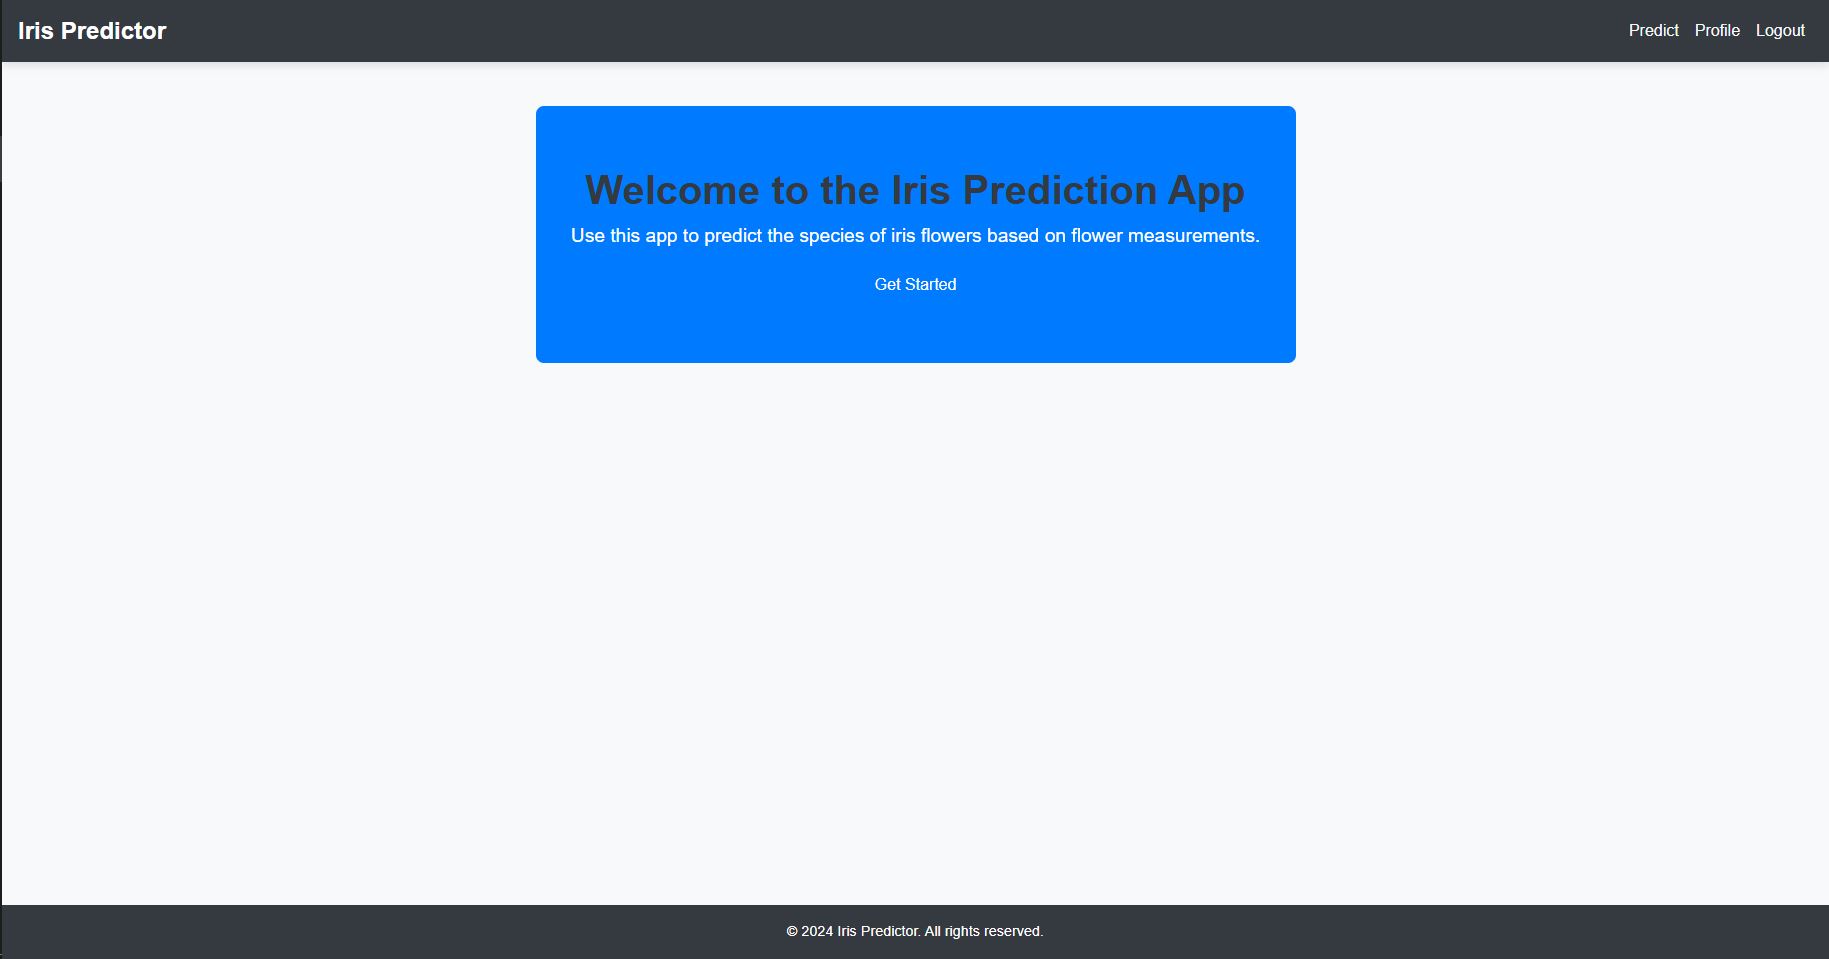 Iris Predictor
Predict Profile Logout
Welcome to the Iris Prediction App
Use this app to predict the species of iris flowers based on flower measurements.
Get Started
© 2024 Iris Predictor. All rights reserved.